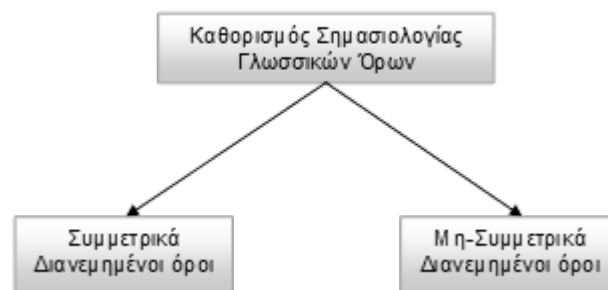 Καθορισμός Σημασιολογίας
Γλωσσικών Όρων
Συμμετρικά
Διανεμημένοι όροι
Μη-Συμμετρικά
Διανεμημένοι όροι